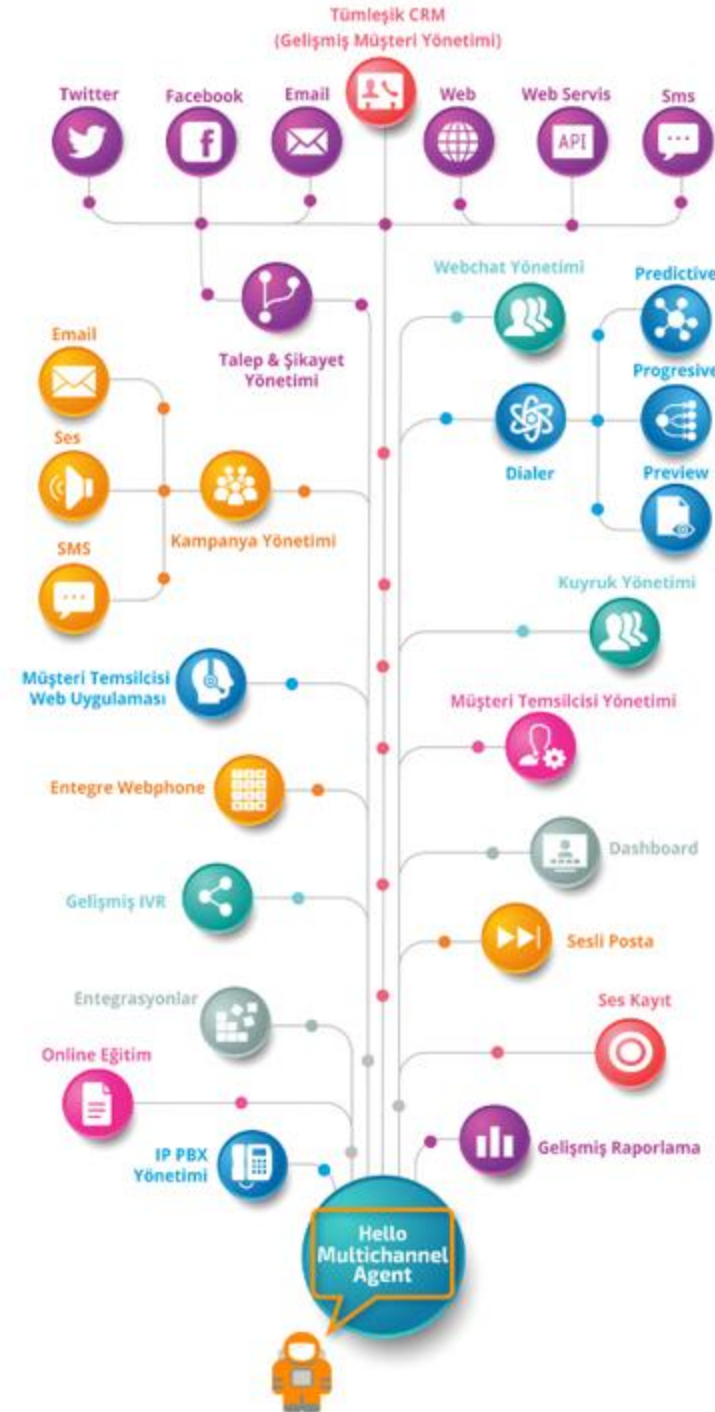 Tümleşik CRM
(Gelişmiş Müşteri Yönetimi)
Twitter
Facebook
Email
Web
Web Servis
Sms
API
Talep & Şikayet
Yönetimi
Webchat Yönetimi
Predictive
Email
Progresive
Ses
Dialer
Preview
Kampanya Yönetimi
SMS
Kuyruk Yönetimi
Müşteri Temsilcisi
Web Uygulaması
Müşteri Temsilcisi Yönetimi
Entegre Webphone
Dashboard
Gelişmiş IVR
Sesli Posta
Entegrasyonlar
Ses Kayıt
Online Eğitim
IP PBX
Yönetimi
Gelişmiş Raporlama
Hello
Multichannel
Agent